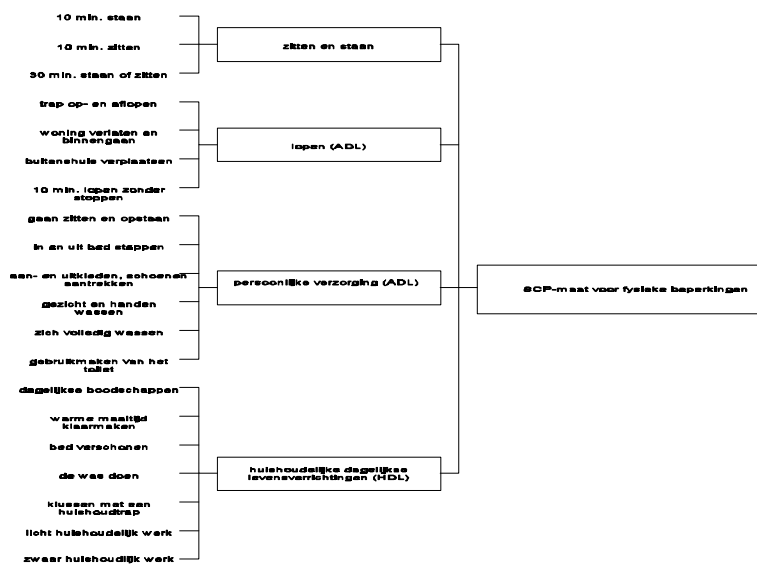 10 min. staan
10 min. zitten
30 min. staan of zitten
zitten en staan
trap op- en aflopen
woning verlaten en
binnengaan
buitenshuis verplaatsen
10 min. lopen zonder
stoppen
lopen (ADL)
gaan zitten en opstaan
in en uit bed stappen
aan- en uitkleden, schoenen
aantrekken
gezicht en handen
wassen
zich volledig wassen
gebruikmaken van het
toilet
persoonlijke verzorging (ADL)
dagelijkse boodschappen
warme maaltijd
klaarmaken
bed verschonen
de was doen
klussen met een
huishoudtrap
licht huishoudelijk werk
zwaar huishoudlijk werk
huishoudelijke dagelijkse
levensverrichtingen (HDL)
SCP-maat voor fysieke beperkingen